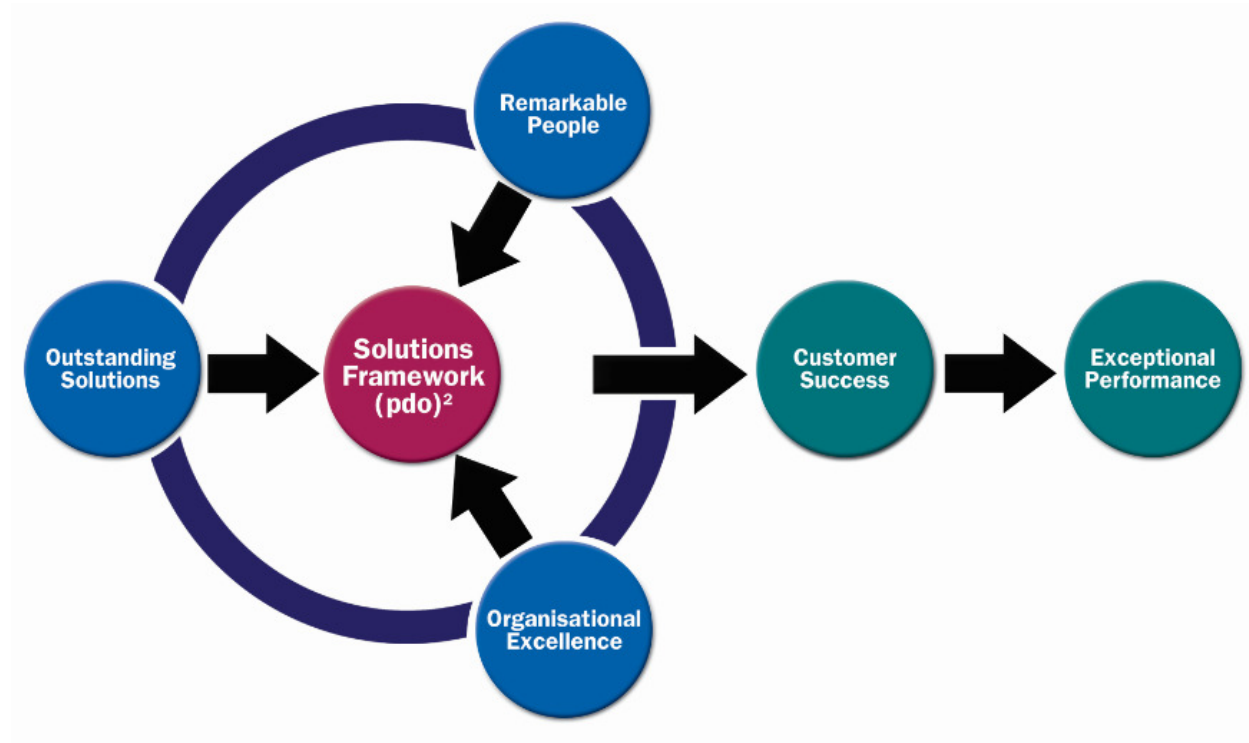 Remarkable
People
Outstanding
Solutions
Solutions
Framework
(pdo)²
Customer
Success
Exceptional
Performance
Organisational
Excellence